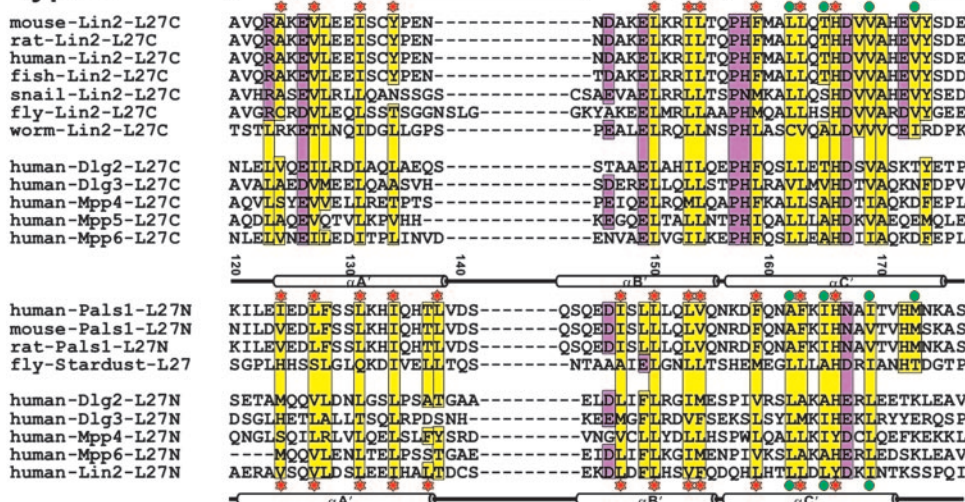 mouse-Lin2-L27C AVQRAKEVLEEISCYPEN------------NDAKELKRILTQPHFMALLQTHDVVAHEVYSDE
rat-Lin2-L27C AVQRAKEVLEEISCYPEN------------NDAKELKRILTQPHFMALLQTHHVVAHEVYSDE
human-Lin2-L27C AVQRAKEVLEEISCYPEN------------NDAKELKRILTQPHFMALLQTHDVVAHEVYSDE
fish-Lin2-L27C AVQRAKEVLEEISCYPEN------------TDAKELKRILTQPHFMALLQTHDVVAHEVYSDE
snail-Lin2-L27C AVHRASEVLRLLQANSSGS--------CSAEVAELRRLLTSPNMKALLQSHDVVAHEVYSED
fly-Lin2-L27C AVGRCRDVLEQLSSTSGGNSLG-----GKYAKEELMRLLAAPHMQALLHSHDVVARDVYGEE
worm-Lin2-L27C TSTLRKETLNQIDGLLGPS----------PEALELRQLLNSPHLASCVQALDVVVCEIRDPK
human-Dlg2-L27C NLELVQEILRDLAQLAEQS----------STAAELAHILQEPHFQSLLETHDSVASKTYETP
human-Dlg3-L27C AVALAEDVMEELQAASVH-----------SDERELLQLLSTPHLRAVLMVHDTVAQKNFDPV
human-Mpp4-L27C AQVLSYEVVELLRETPTS-----------PEIQELRQMLQAPHFKALLSAHDTIAQKDFEPL
human-Mpp5-L27C AQDLAQEVQTVLKPVHH------------KEGQELTALLNTPHIQALLLAHDKVAEQEMQLE
human-Mpp6-L27C NLELVNEILEDITPLINVD----------ENVAELVGILKEPHFQSLLEAHDIIAQKDFEPL
120 130 140 150 160 170
αA' αB' αC'
human-Pals1-L27N KILEIEDLFSSLKHIQHTLVDS-------QSQEDISLLLQLVQNKDFQNAFKIHNAITVHMNKAS
mouse-Pals1-L27N NILDVEDLFSSLKHIQHTLVDS-------QSQEDISLLLQLVQNRDFQNAFKIHNAVTVHMSKAS
rat-Pals1-L27N KILEVEDLFSSLKHIQHTLVDS-------QSQEDISLLLQLVQNRDFQNAFKIHNAVTVHMNKAS
fly-Stardust-L27 SGPLHHSSLGLQKDIVELLTQS-------NTAAAIELGNLLTSHEMEGLLLAHDTIANHTDGTP
human-Dlg2-L27N SETAMQQVLDNLGSLPSATGAA---------ELDLIFLRGIMESPIVRSLAKAHERLEETKLEAV
human-Dlg3-L27N DSGLHETLALLTSQLRPDSNH---------KEEMGFLRDVFSEKSLSYLMKIHEKLRYYERQSP
human-Mpp4-L27N QNGLSQILRLVLQELSLFYSRD---------VNGVCLLYDLLHSPWLQALLKIYDCLQEFKEKKL
human-Mpp6-L27N -----MQQVLENLTELPSSTGAE---------EIDLIFLKGIMENPIVKSLAKAHERLEDSKLEAV
human-Lin2-L27N AERAVSQVLDSLEEIHALTDCS---------EKDLDFLHSVFQDQHLHTLLDLYDKINTKSSPQI
αA' αB' αC'